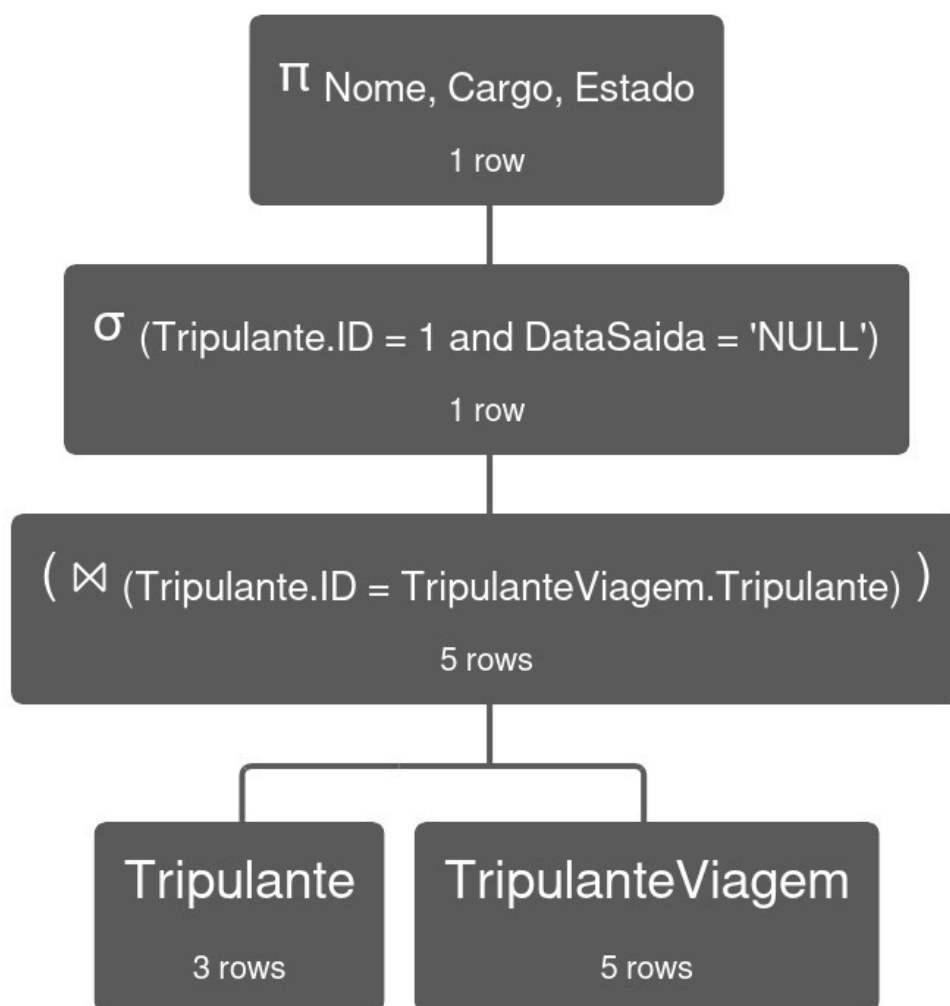 π Nome, Cargo, Estado
1 row
σ (Tripulante.ID = 1 and DataSaida = 'NULL')
1 row
( ⋈ (Tripulante.ID = TripulanteViagem.Tripulante) )
5 rows
Tripulante
3 rows
TripulanteViagem
5 rows